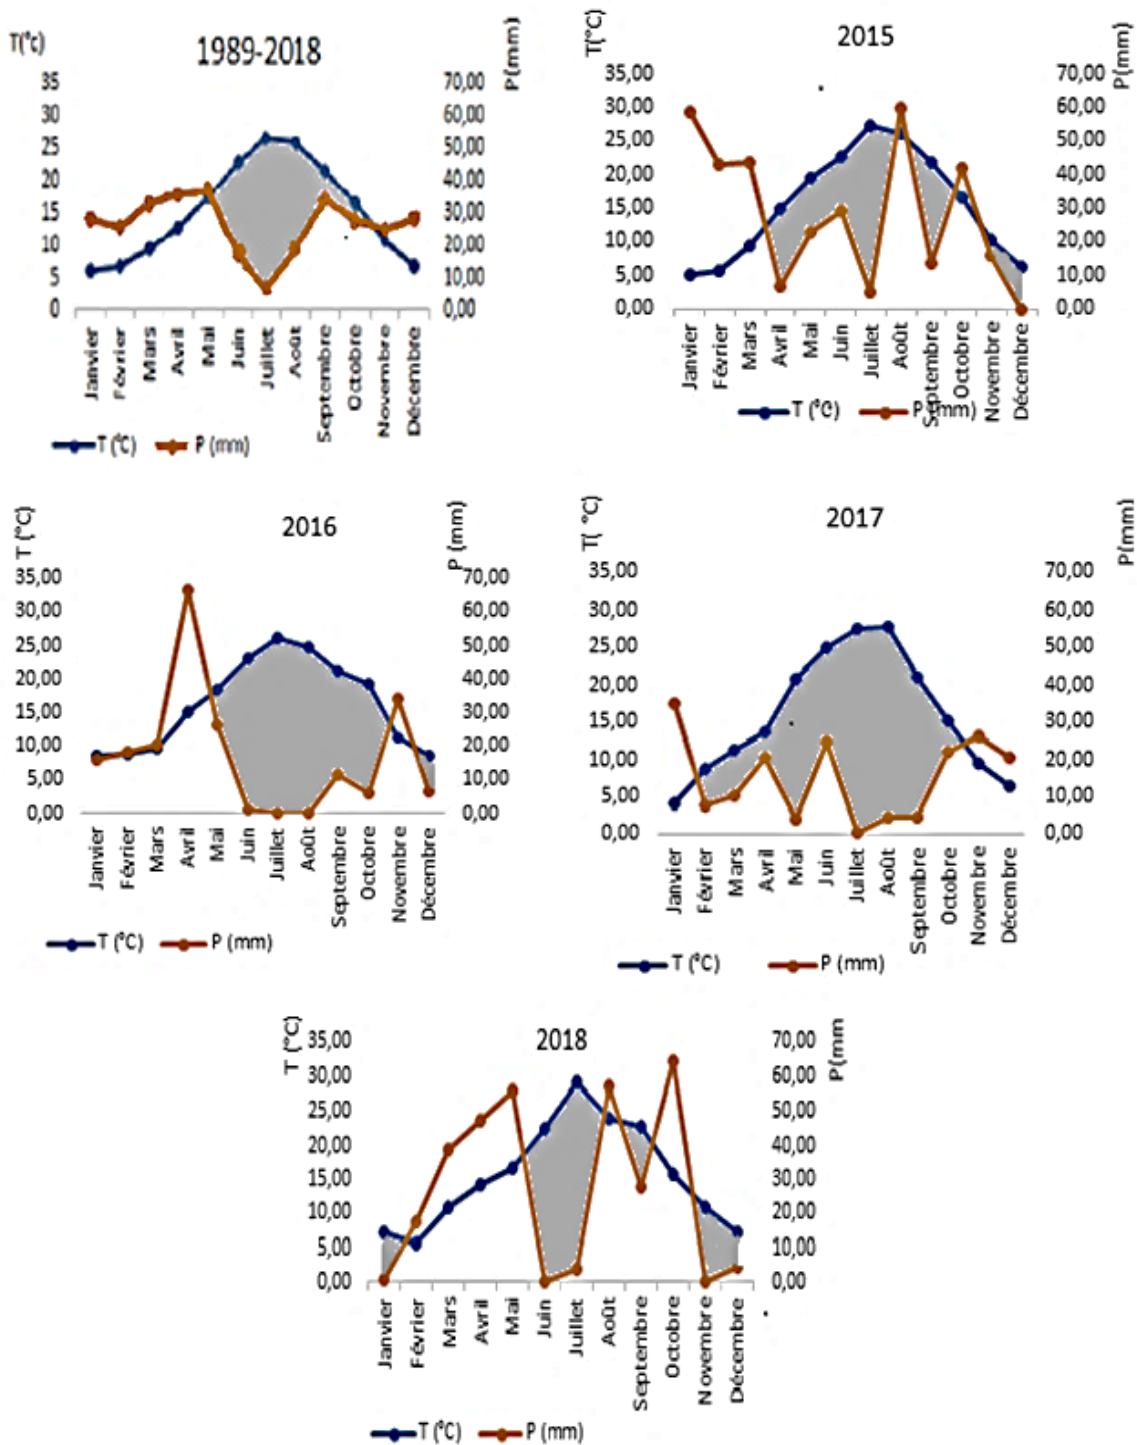 T(°c)
1989-2018
P(mm)
35
30
25
20
15
10
5
0
70,00
60,00
50,00
40,00
30,00
20,00
10,00
0,00
Janvier
Février
Mars
Avril
Mai
Juin
Juillet
Août
Septembre
Octobre
Novembre
Décembre
T (°C)
P (mm)
T(°C)
2015
P(mm)
35,00
30,00
25,00
20,00
15,00
10,00
5,00
0,00
70,00
60,00
50,00
40,00
30,00
20,00
10,00
0,00
Janvier
Février
Mars
Avril
Mai
Juin
Juillet
Août
Septembre
Octobre
Novembre
Décembre
T (°C)
P (mm)
T (°C)
2016
P (mm)
35,00
30,00
25,00
20,00
15,00
10,00
5,00
0,00
70,00
60,00
50,00
40,00
30,00
20,00
10,00
0,00
Janvier
Février
Mars
Avril
Mai
Juin
Juillet
Août
Septembre
Octobre
Novembre
Décembre
T (°C)
P (mm)
T( °C)
2017
P(mm)
35,00
30,00
25,00
20,00
15,00
10,00
5,00
0,00
70,00
60,00
50,00
40,00
30,00
20,00
10,00
0,00
Janvier
Février
Mars
Avril
Mai
Juin
Juillet
Août
Septembre
Octobre
Novembre
Décembre
T (°C)
P (mm)
T (°C)
2018
P(mm
35,00
30,00
25,00
20,00
15,00
10,00
5,00
0,00
70,00
60,00
50,00
40,00
30,00
20,00
10,00
0,00
Janvier
Février
Mars
Avril
Mai
Juin
Juillet
Août
Septembre
Octobre
Novembre
Décembre
T (°C)
P (mm)